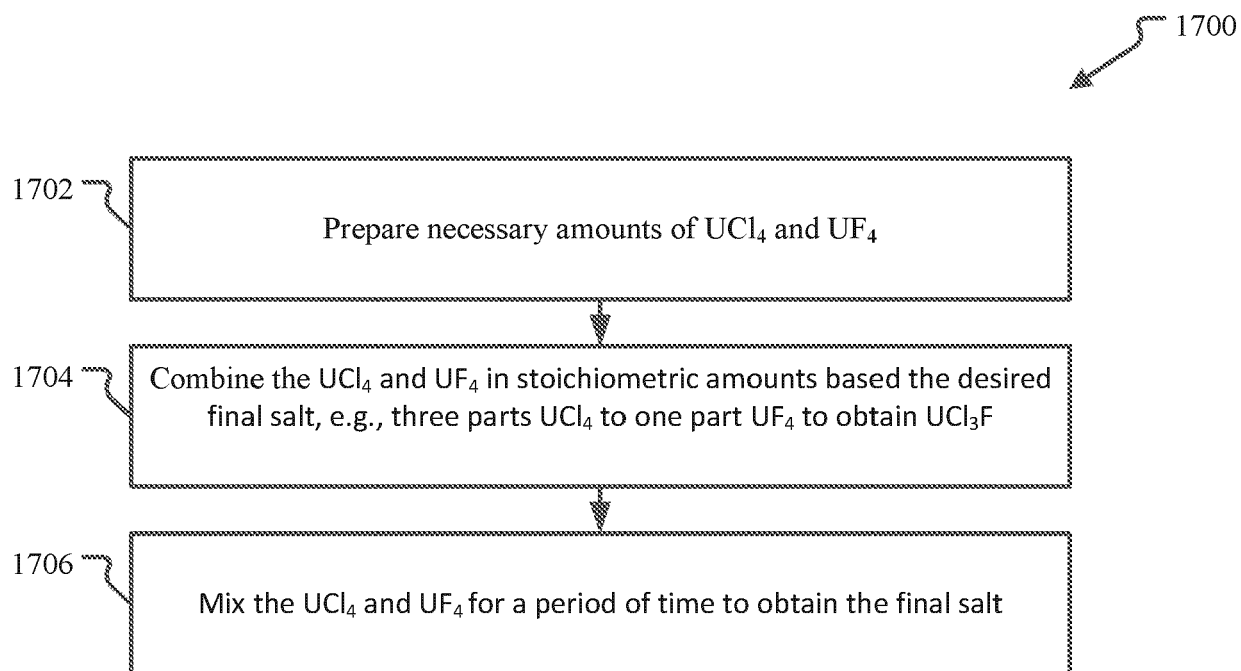 1700
1702
Prepare necessary amounts of UCl₄ and UF₄
1704
Combine the UCl₄ and UF₄ in stoichiometric amounts based the desired
final salt, e.g., three parts UCl₄ to one part UF₄ to obtain UCl₃F
1706
Mix the UCl₄ and UF₄ for a period of time to obtain the final salt